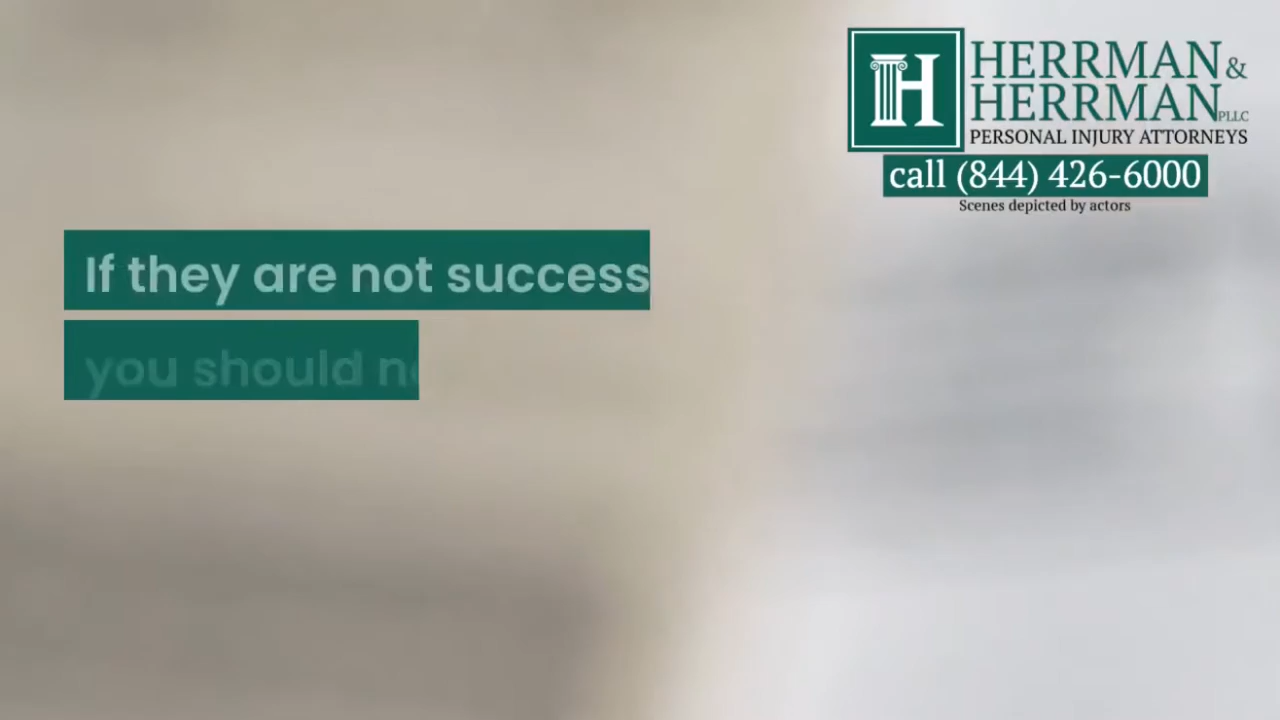 HERRMAN &
HERRMAN PLLC
PERSONAL INJURY ATTORNEYS
call (844) 426-6000
Scenes depicted by actors
If they are not success
you should